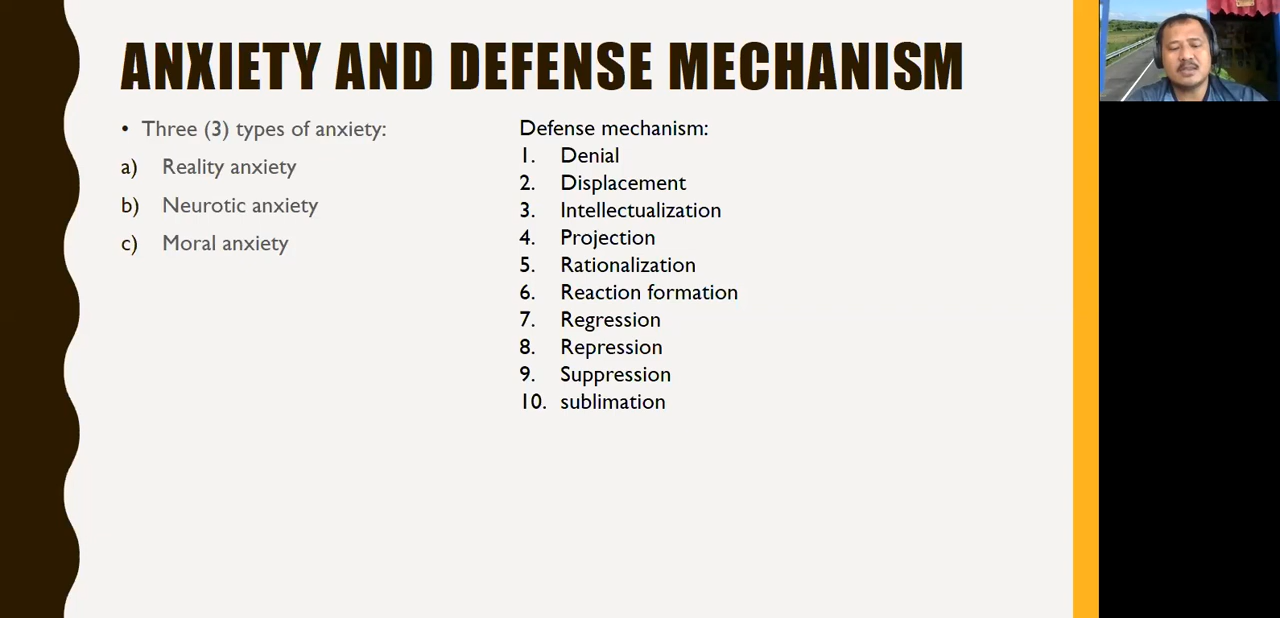 ANXIETY AND DEFENSE MECHANISM
• Three (3) types of anxiety:
a) Reality anxiety
b) Neurotic anxiety
c) Moral anxiety
Defense mechanism:
1. Denial
2. Displacement
3. Intellectualization
4. Projection
5. Rationalization
6. Reaction formation
7. Regression
8. Repression
9. Suppression
10. sublimation